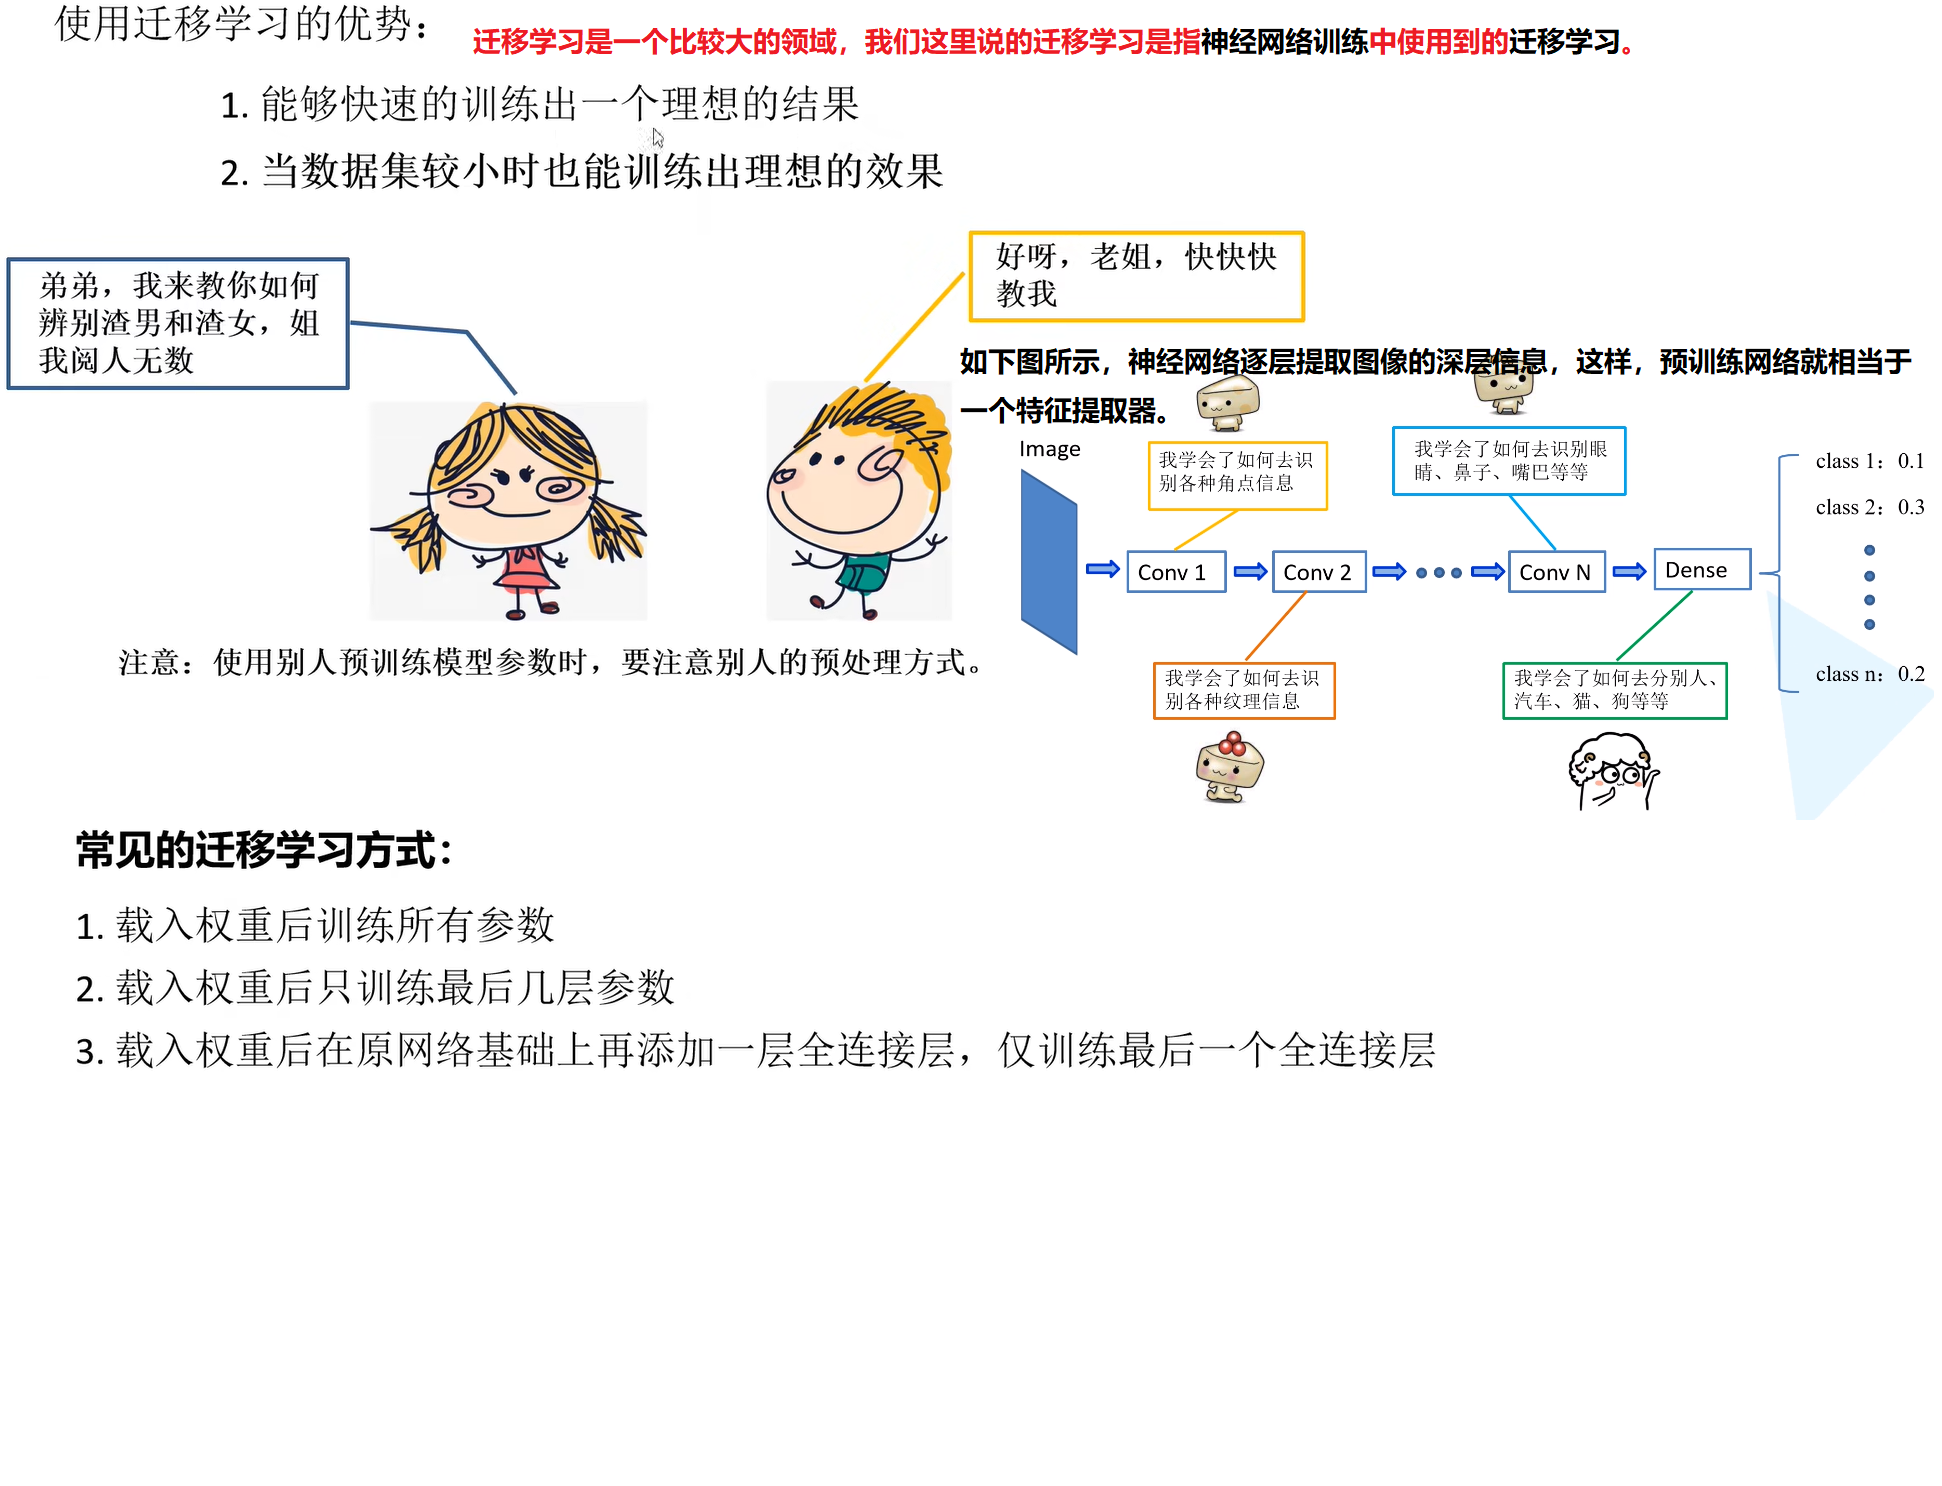 使用迁移学习的优势：
迁移学习是一个比较大的领域，我们这里说的迁移学习是指神经网络训练中使用到的迁移学习。
1. 能够快速的训练出一个理想的结果
2. 当数据集较小时也能训练出理想的效果
弟弟，我来教你如何
辨别渣男和渣女，姐
我阅人无数
好呀，老姐，快快快
教我
如下图所示，神经网络逐层提取图像的深层信息，这样，预训练网络就相当于
一个特征提取器。
Image
我学会了如何去识
别各种角点信息
我学会了如何去识别眼
睛、鼻子、嘴巴等等
class 1：0.1
class 2：0.3
Conv 1
Conv 2
Conv N
Dense
class n：0.2
我学会了如何去识
别各种纹理信息
我学会了如何去分别人、
汽车、猫、狗等等
注意：使用别人预训练模型参数时，要注意别人的预处理方式。
常见的迁移学习方式：
1. 载入权重后训练所有参数
2. 载入权重后只训练最后几层参数
3. 载入权重后在原网络基础上再添加一层全连接层，仅训练最后一个全连接层